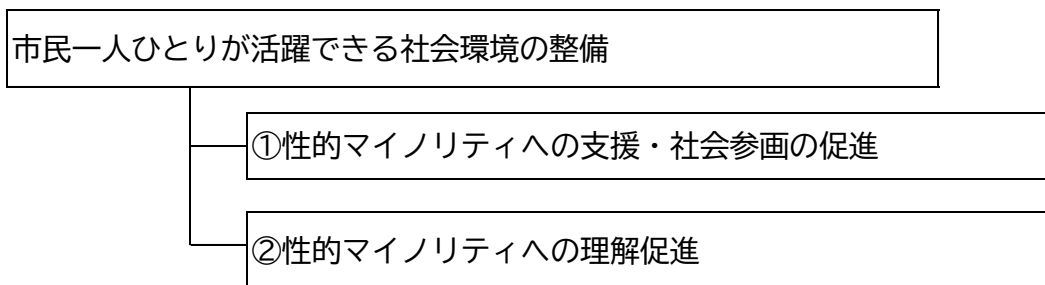 市民一人ひとりが活躍できる社会環境の整備
①性的マイノリティへの支援・社会参画の促進
②性的マイノリティへの理解促進